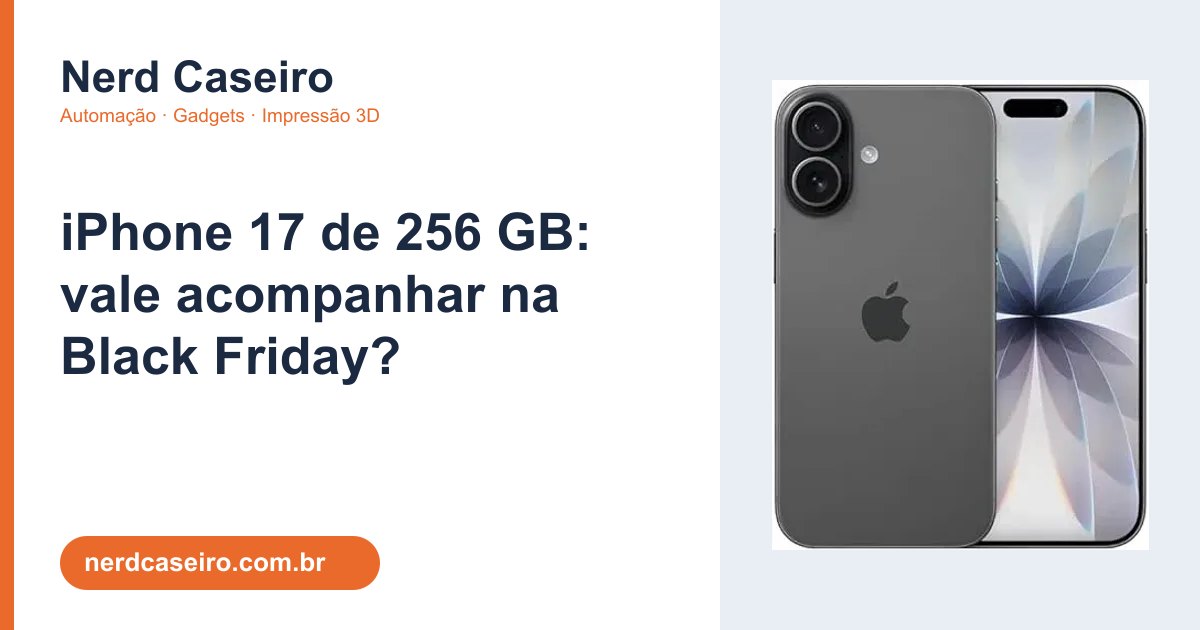 Nerd Caseiro
Automação · Gadgets · Impressão 3D
iPhone 17 de 256 GB:
vale acompanhar na
Black Friday?
nerdcaseiro.com.br